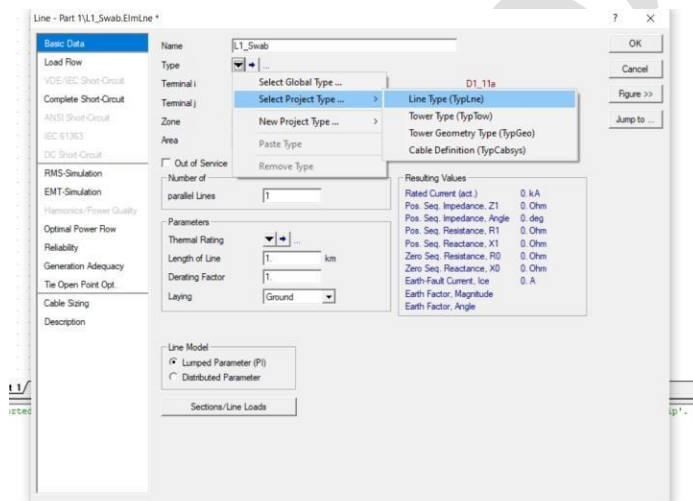 Line - Part 1\L1_Swab.ElmLne *
? ×
Basic Data
Load Flow
VDE/IEC Short-Circuit
Complete Short-Circuit
ANSI Short-Circuit
IEC 61363
DC Short-Circuit
RMS-Simulation
EMT-Simulation
Harmonics/Power Quality
Optimal Power Flow
Reliability
Generation Adequacy
Tie Open Point Opt.
Cable Sizing
Description
Name L1_Swab
Type ...
Terminal i D1_11a
Terminal j
Zone
Area
Select Global Type ...
Select Project Type ... >
New Project Type ... >
Paste Type
Remove Type
Line Type (TypLne)
Tower Type (TypTow)
Tower Geometry Type (TypGeo)
Cable Definition (TypCabsys)
OK
Cancel
Figure >>
Jump to ...
Out of Service
Number of
parallel Lines 1
Parameters
Thermal Rating ...
Length of Line 1. km
Derating Factor 1.
Laying Ground
Resulting Values
Rated Current (act.) 0. kA
Pos. Seq. Impedance, Z1 0. Ohm
Pos. Seq. Impedance, Angle 0. deg
Pos. Seq. Resistance, R1 0. Ohm
Pos. Seq. Reactance, X1 0. Ohm
Zero Seq. Resistance, R0 0. Ohm
Zero Seq. Reactance, X0 0. Ohm
Earth-Fault Current, Ice 0. A
Earth Factor, Magnitude
Earth Factor, Angle
Line Model
Lumped Parameter (PI)
Distributed Parameter
Sections/Line Loads
t 1
rted
ip'.